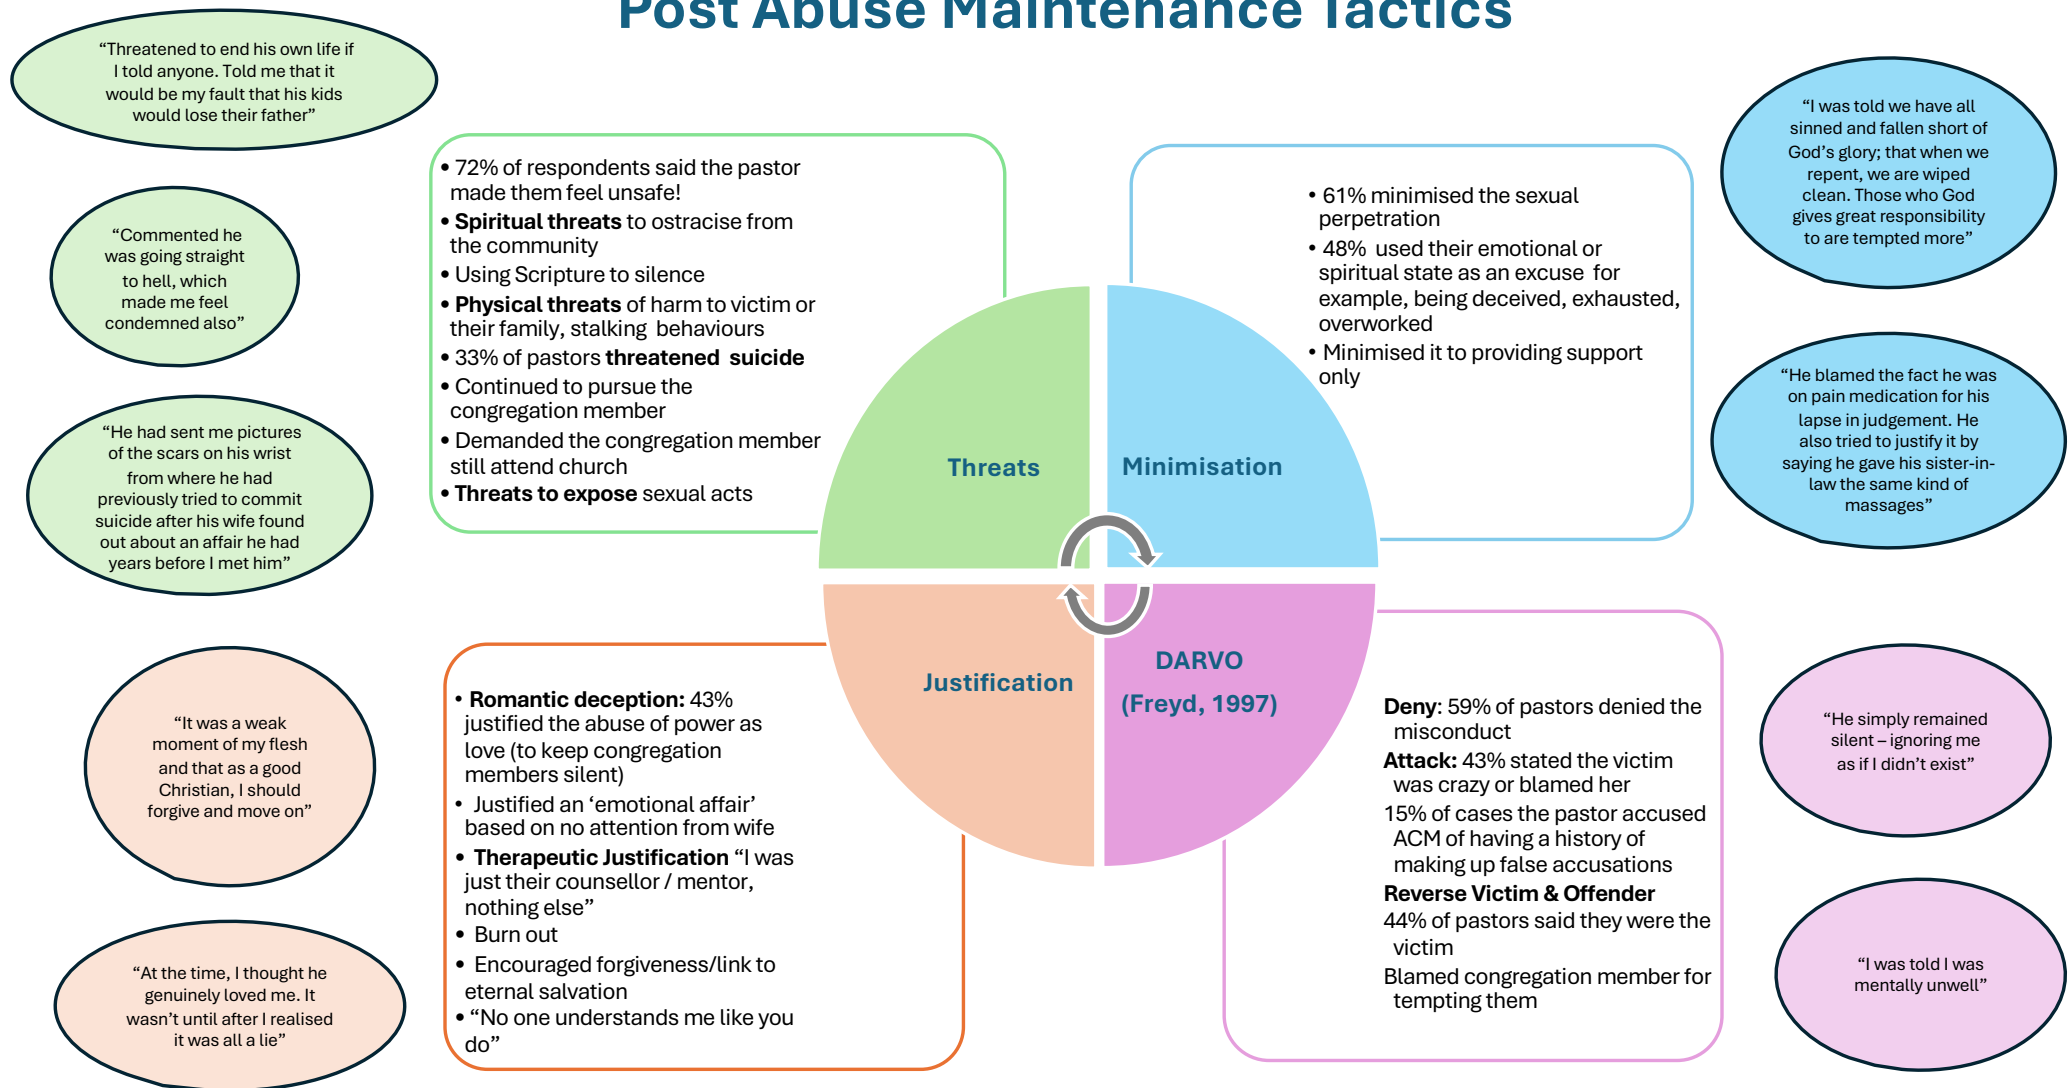 Post Abuse Maintenance Tactics
“Threatened to end his own life if
I told anyone. Told me that it
would be my fault that his kids
would lose their father”
“Commented he
was going straight
to hell, which
made me feel
condemned also”
“He had sent me pictures
of the scars on his wrist
from where he had
previously tried to commit
suicide after his wife found
out about an affair he had
years before I met him”
• 72% of respondents said the pastor
made them feel unsafe!
• Spiritual threats to ostracise from
the community
• Using Scripture to silence
• Physical threats of harm to victim or
their family, stalking behaviours
• 33% of pastors threatened suicide
• Continued to pursue the
congregation member
• Demanded the congregation member
still attend church
• Threats to expose sexual acts
Threats
Minimisation
• 61% minimised the sexual
perpetration
• 48% used their emotional or
spiritual state as an excuse for
example, being deceived, exhausted,
overworked
• Minimised it to providing support
only
“I was told we have all
sinned and fallen short of
God’s glory; that when we
repent, we are wiped
clean. Those who God
gives great responsibility
to are tempted more”
“He blamed the fact he was
on pain medication for his
lapse in judgement. He
also tried to justify it by
saying he gave his sister-in-
law the same kind of
massages”
“It was a weak
moment of my flesh
and that as a good
Christian, I should
forgive and move on”
“At the time, I thought he
genuinely loved me. It
wasn’t until after I realised
it was all a lie”
• Romantic deception: 43%
justified the abuse of power as
love (to keep congregation
members silent)
• Justified an ‘emotional affair’
based on no attention from wife
• Therapeutic Justification “I was
just their counsellor / mentor,
nothing else”
• Burn out
• Encouraged forgiveness/link to
eternal salvation
• “No one understands me like you
do”
Justification
DARVO
(Freyd, 1997)
Deny: 59% of pastors denied the
misconduct
Attack: 43% stated the victim
was crazy or blamed her
15% of cases the pastor accused
ACM of having a history of
making up false accusations
Reverse Victim & Offender
44% of pastors said they were the
victim
Blamed congregation member for
tempting them
“He simply remained
silent – ignoring me
as if I didn’t exist”
“I was told I was
mentally unwell”